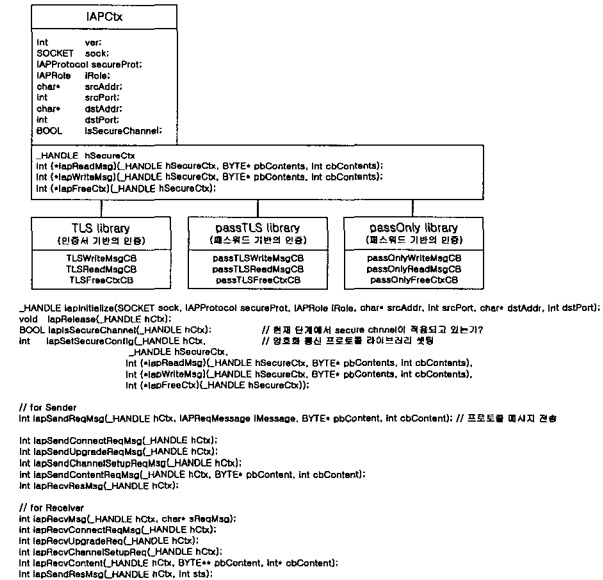 IAPCtx
int ver;
SOCKET sock;
IAPProtocol secureProt;
IAPRole iRole;
char* srcAddr;
int srcPort;
char* dstAddr;
int dstPort;
BOOL isSecureChannel;
_HANDLE hSecureCtx
int (*iapReadMsg)(_HANDLE hSecureCtx, BYTE* pbContents, int cbContents);
int (*iapWriteMsg)(_HANDLE hSecureCtx, BYTE* pbContents, int cbContents);
int (*iapFreeCtx)(_HANDLE hSecureCtx);
TLS library
(인증서 기반의 인증)
TLSWriteMsgCB
TLSReadMsgCB
TLSFreeCtxCB
passTLS library
(패스워드 기반의 인증)
passTLSWriteMsgCB
passTLSReadMsgCB
passTLSFreeCtxCB
passOnly library
(패스워드 기반의 인증)
passOnlyWriteMsgCB
passOnlyReadMsgCB
passOnlyFreeCtxCB
_HANDLE iapInitialize(SOCKET sock, IAPProtocol secureProt, IAPRole iRole, char* srcAddr, int srcPort, char* dstAddr, int dstPort);
void iapRelease(_HANDLE hCtx);
BOOL iapIsSecureChannel(_HANDLE hCtx); // 현재 단계에서 secure chnnel이 적용되고 있는가?
int iapSetSecureConfig(_HANDLE hCtx, // 암호화 통신 프로토콜 라이브러리 셋팅
_HANDLE hSecureCtx,
int (*iapReadMsg)(_HANDLE hSecureCtx, BYTE* pbContents, int cbContents),
int (*iapWriteMsg)(_HANDLE hSecureCtx, BYTE* pbContents, int cbContents),
int (*iapFreeCtx)(_HANDLE hSecureCtx));
// for Sender
int iapSendReqMsg(_HANDLE hCtx, IAPReqMessage iMessage, BYTE* pbContent, int cbContent); // 프로토콜 메시지 전송
int iapSendConnectReqMsg(_HANDLE hCtx);
int iapSendUpgradeReqMsg(_HANDLE hCtx);
int iapSendChannelSetupReqMsg(_HANDLE hCtx);
int iapSendContentReqMsg(_HANDLE hCtx, BYTE* pbContent, int cbContent);
int iapRecvResMsg(_HANDLE hCtx);
// for Receiver
int iapRecvMsg(_HANDLE hCtx, char* sReqMsg);
int iapRecvConnectReqMsg(_HANDLE hCtx);
int iapRecvUpgradeReq(_HANDLE hCtx);
int iapRecvChannelSetupReq(_HANDLE hCtx);
int iapRecvContent(_HANDLE hCtx, BYTE** pbContent, int* cbContent);
int iapSendResMsg(_HANDLE hCtx, int sts);